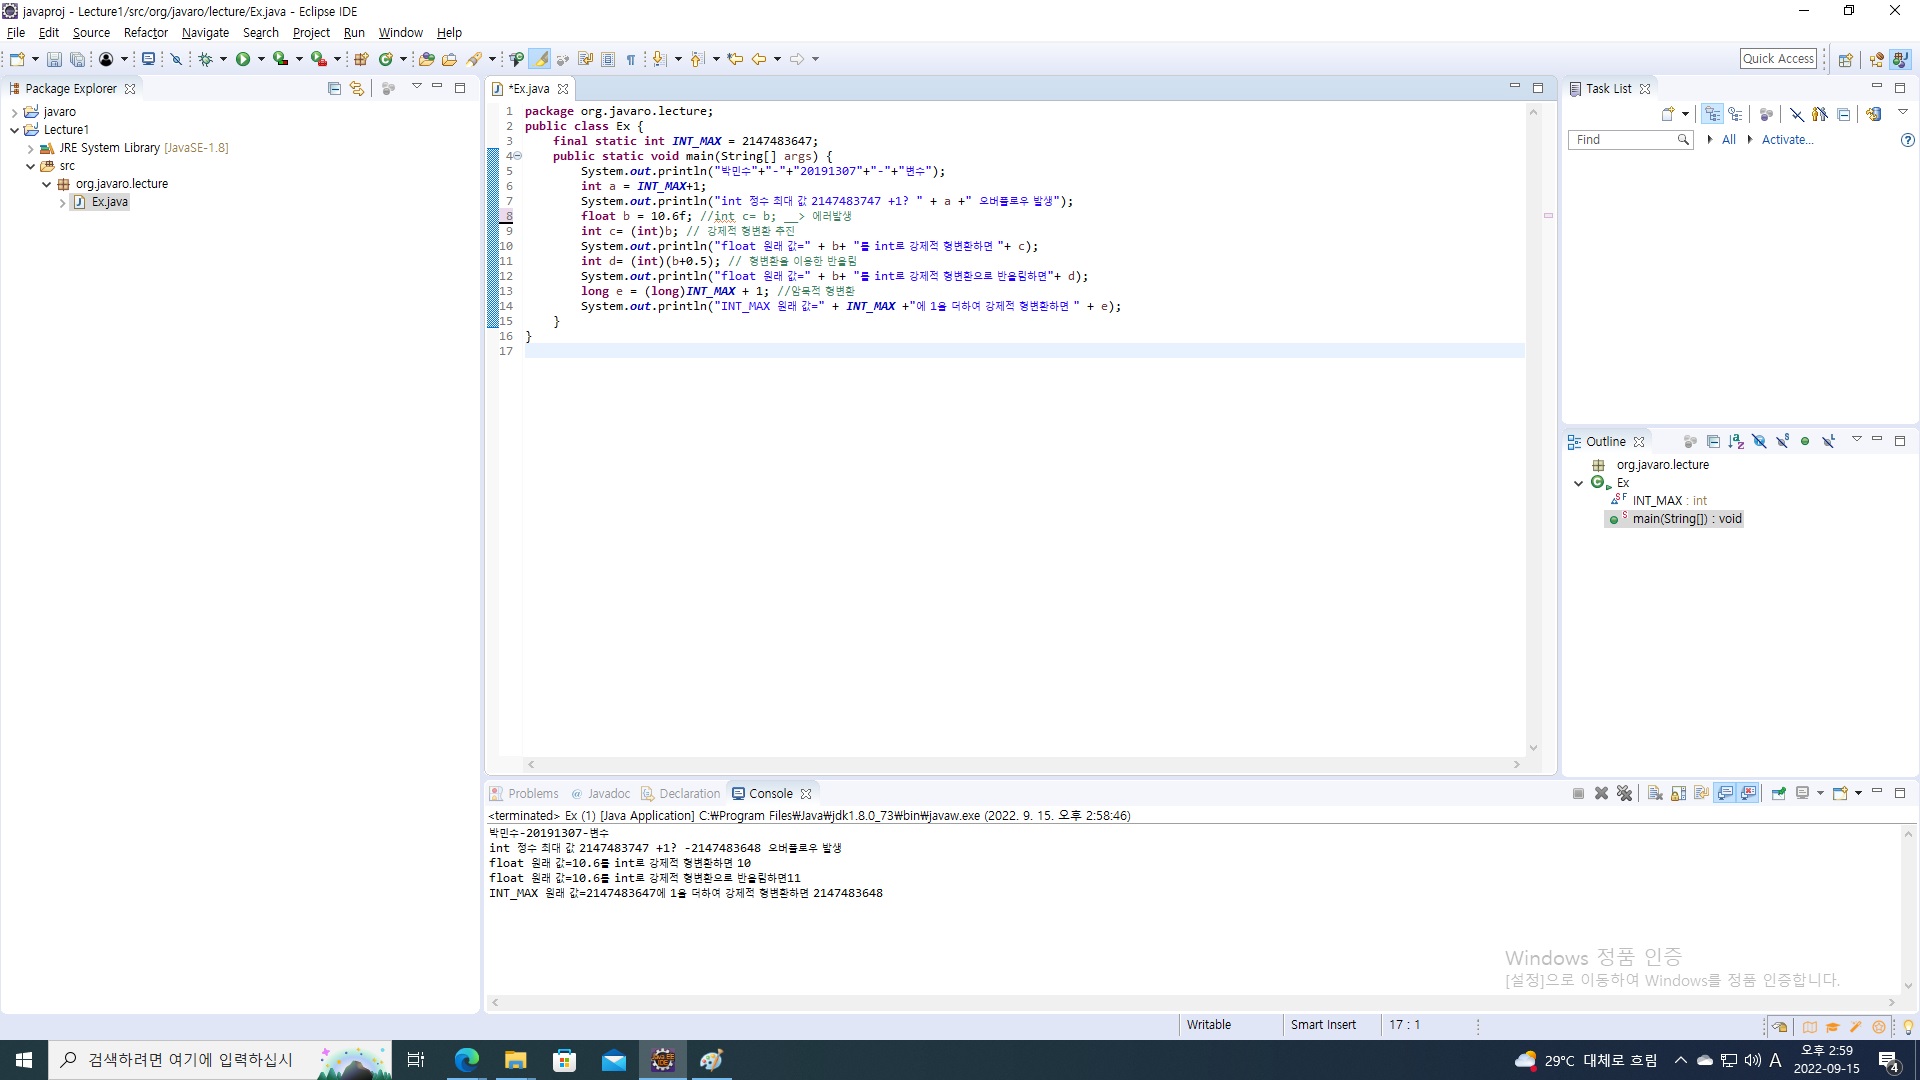 javaproj - Lecture1/src/org/javaro/lecture/Ex.java - Eclipse IDE
File Edit Source Refactor Navigate Search Project Run Window Help
Quick Access
Package Explorer
javaro
Lecture1
JRE System Library [JavaSE-1.8]
src
org.javaro.lecture
Ex.java
*Ex.java
1 package org.javaro.lecture;
2 public class Ex {
3 final static int INT_MAX = 2147483647;
4 public static void main(String[] args) {
5 System.out.println("박민수"+"-"+"20191307"+"-"+"변수");
6 int a = INT_MAX+1;
7 System.out.println("int 정수 최대 값 2147483747 +1? " + a +" 오버플로우 발생");
8 float b = 10.6f; //int c= b; __> 에러발생
9 int c= (int)b; // 강제적 형변환 추진
10 System.out.println("float 원래 값=" + b+ "를 int로 강제적 형변환하면 "+ c);
11 int d= (int)(b+0.5); // 형변환을 이용한 반올림
12 System.out.println("float 원래 값=" + b+ "를 int로 강제적 형변환으로 반올림하면"+ d);
13 long e = (long)INT_MAX + 1; //암묵적 형변환
14 System.out.println("INT_MAX 원래 값=" + INT_MAX +"에 1을 더하여 강제적 형변환하면 " + e);
15 }
16 }
17
Task List
Find All Activate...
Outline
org.javaro.lecture
Ex
INT_MAX : int
main(String[]) : void
Problems @ Javadoc Declaration Console
<terminated> Ex (1) [Java Application] C:₩Program Files₩Java₩jdk1.8.0_73₩bin₩javaw.exe (2022. 9. 15. 오후 2:58:46)
박민수-20191307-변수
int 정수 최대 값 2147483747 +1? -2147483648 오버플로우 발생
float 원래 값=10.6를 int로 강제적 형변환하면 10
float 원래 값=10.6를 int로 강제적 형변환으로 반올림하면11
INT_MAX 원래 값=2147483647에 1을 더하여 강제적 형변환하면 2147483648
Windows 정품 인증
[설정]으로 이동하여 Windows를 정품 인증합니다.
Writable Smart Insert 17 : 1
검색하려면 여기에 입력하십시
29°C 대체로 흐림 A 오후 2:59
2022-09-15 4